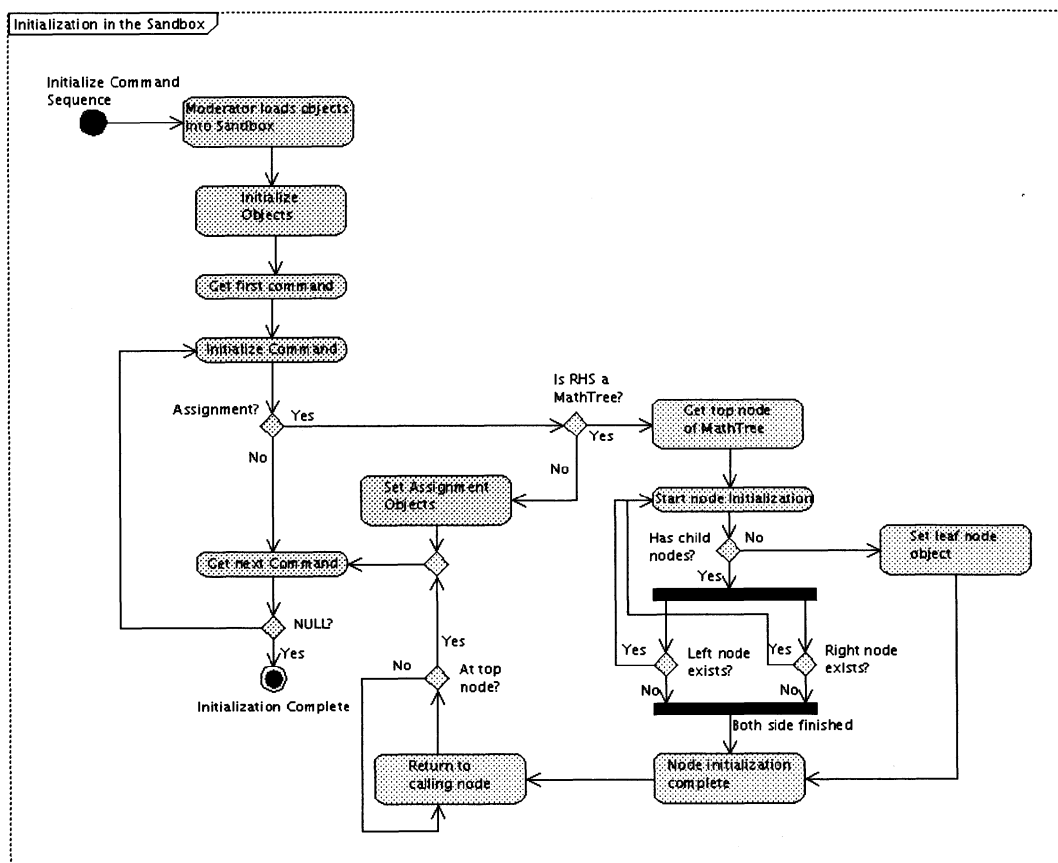 Initialization in the Sandbox
Initialize Command
Sequence
Moderator loads objects
into Sandbox
Initialize
Objects
Get first command
Initialize Command
Assignment?
Yes
No
Is RHS a
MathTree?
Yes
No
Get top node
of MathTree
Set Assignment
Objects
Start node Initialization
Has child
nodes?
No
Yes
Set leaf node
object
Get next Command
NULL?
Yes
Initialization Complete
Yes
No
At top
node?
Yes
Left node
exists?
No
Yes
Right node
exists?
No
Both side finished
Return to
calling node
Node initialization
complete